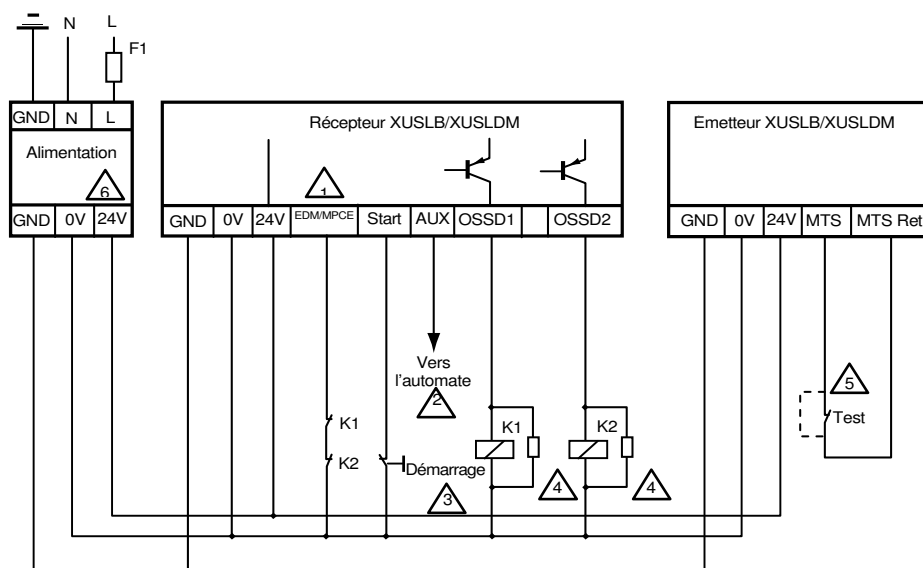 N L
F1
GND N L
Alimentation
6
GND 0V 24V
Récepteur XUSLB/XUSLDM
1
GND 0V 24V EDM/MPCE Start AUX OSSD1 OSSD2
Emetteur XUSLB/XUSLDM
GND 0V 24V MTS MTS Ret
Vers
l'automate
2
K1
K2
Démarrage
3
K1
4
K2
4
5
Test